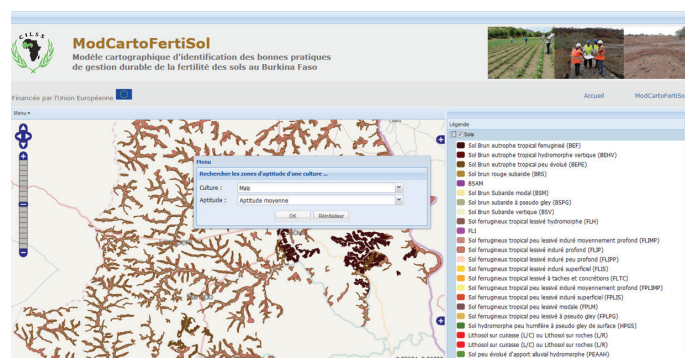 CILSS
ModCartoFertiSol
Modèle cartographique d'identification des bonnes pratiques
de gestion durable de la fertilité des sols au Burkina Faso
Financée par l'Union Européenne
Accueil
ModCartoFertiSo
Menu
Légende
Sols
Menu
Rechercher les zones d'aptitude d'une culture ...
Culture :
Maïs
Aptitude :
Aptitude moyenne
OK
Réinitialiser
Sol Brun eutrophe tropical ferruginisé (BEF)
Sol Brun eutrophe tropical hydromorphe vertique (BEHV)
Sol Brun eutrophe tropical peu évolué (BEPE)
Sol brun rouge subaride (BRS)
BSAM
Sol Brun Subaride modal (BSM)
Sol brun subaride à pseudo gley (BSPG)
Sol Brun Subaride vertique (BSV)
Sol ferrugineux tropical lessivé hydromorphe (FLH)
FLI
Sol ferrugineux tropical lessivé induré moyennement profond (FLIMP)
Sol ferrugineux tropical lessivé induré profond (FLIP)
Sol ferrugineux tropical lessivé induré peu profond (FLIPP)
Sol ferrugineux tropical lessivé induré superficiel (FLIS)
Sol ferrugineux tropical lessivé à taches et concrétions (FLTC)
Sol ferrugineux tropical peu lessivé induré moyennement profond (FPLIMP)
Sol ferrugineux tropical peu lessivé induré superficiel (FPLIS)
Sol ferrugineux tropical peu lessivé modale (FPLM)
Sol ferrugineux tropical peu lessivé à pseudo gley (FPLPG)
Sol hydromorphe peu humifère à pseudo gley de surface (HPGS)
Lithosol sur cuirasse (L/C) ou Lithosol sur roches (L/R)
Lithosol sur cuirasse (L/C) ou Lithosol sur roches (L/R)
Sol peu évolué d'apport alluvial hydromorphe (PEAAH)